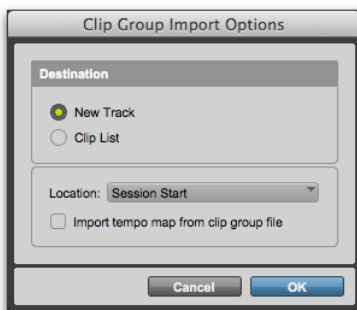 Clip Group Import Options
Destination
New Track
Clip List
Location: Session Start
Import tempo map from clip group file
Cancel OK